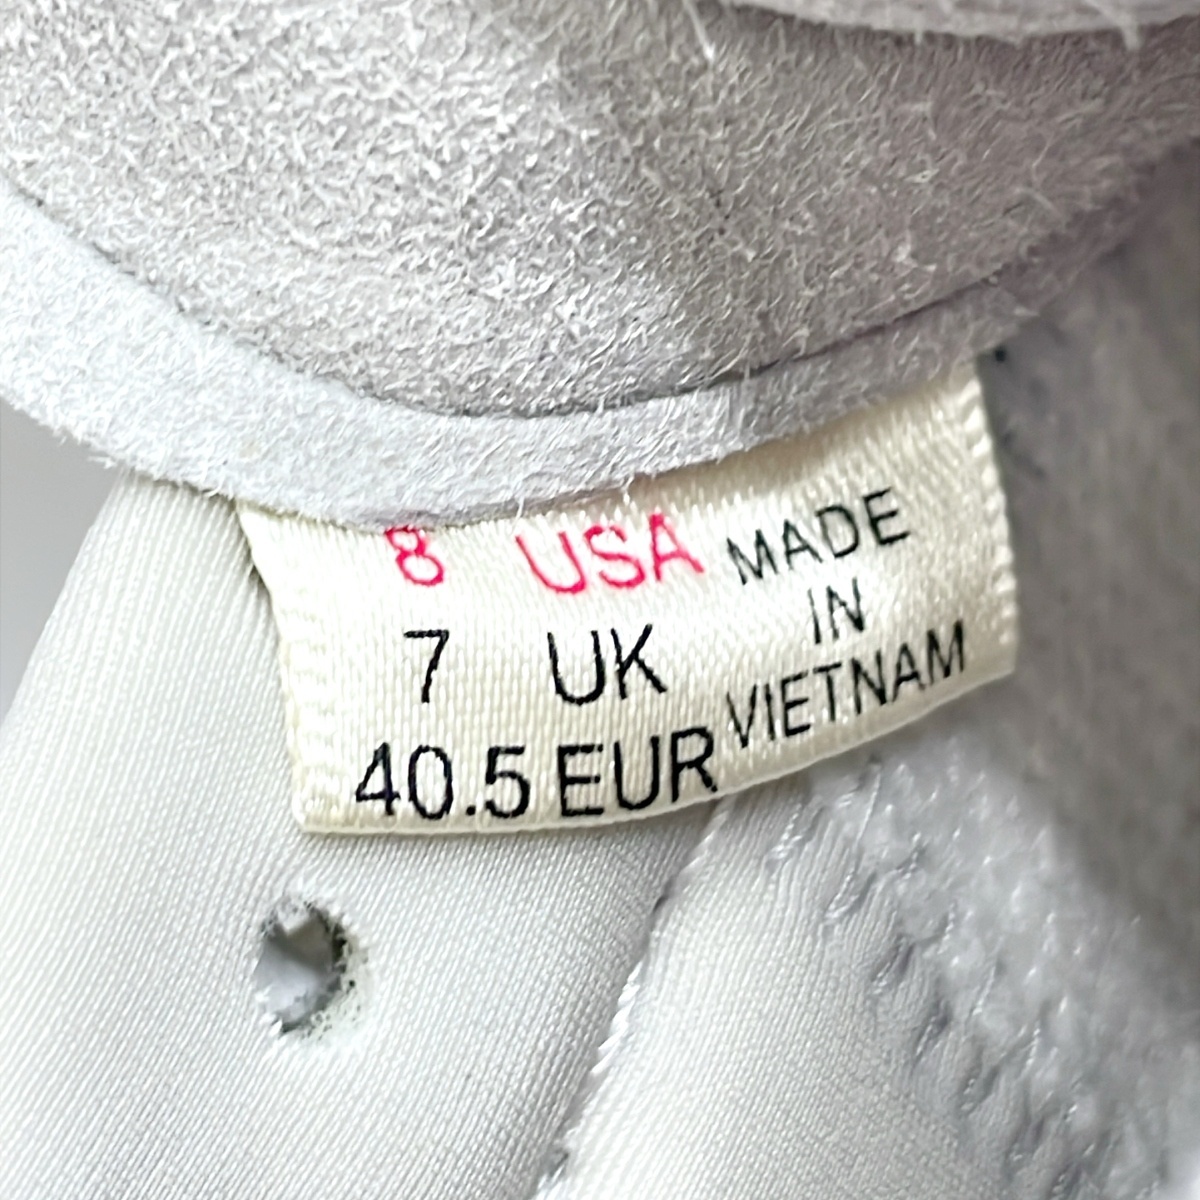 8 USA
7 UK
40.5 EUR
MADE
IN
VIETNAM